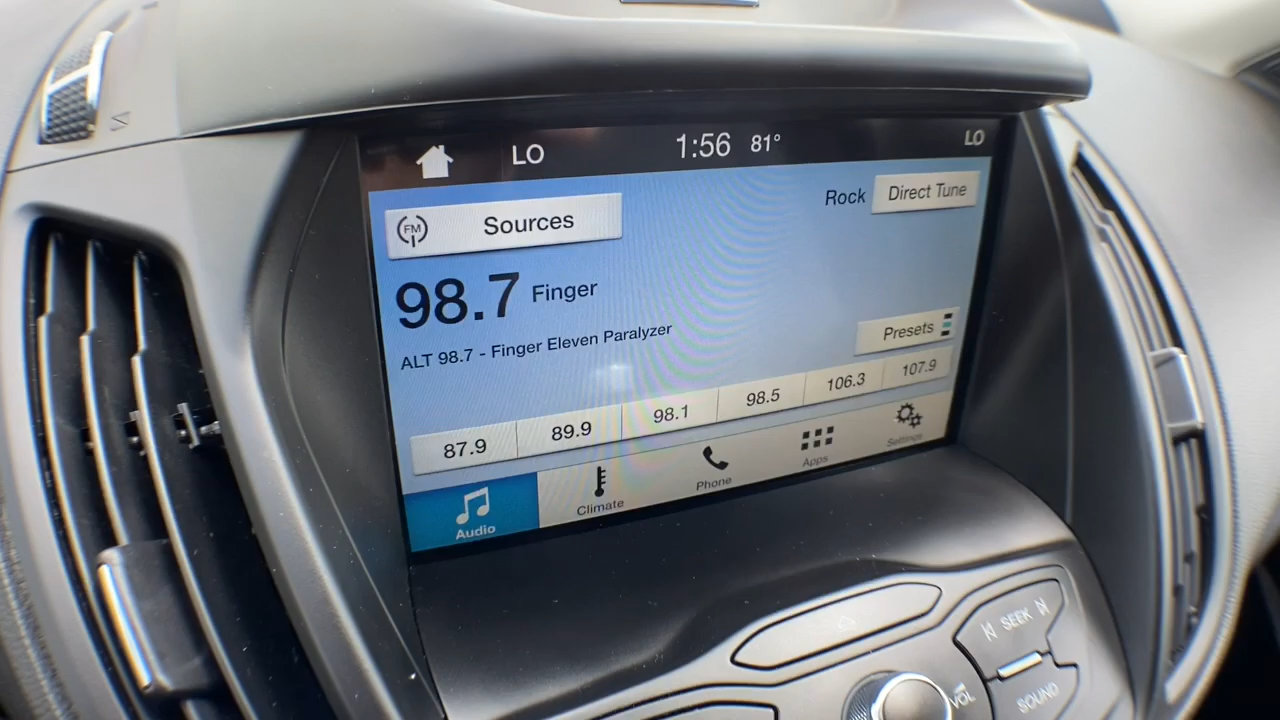 LO 1:56 81° LO
FM Sources Rock Direct Tune
98.7 Finger
ALT 98.7 - Finger Eleven Paralyzer
Presets
87.9 89.9 98.1 98.5 106.3 107.9
Audio Climate Phone Apps Settings
SEEK
VOL
SOUND